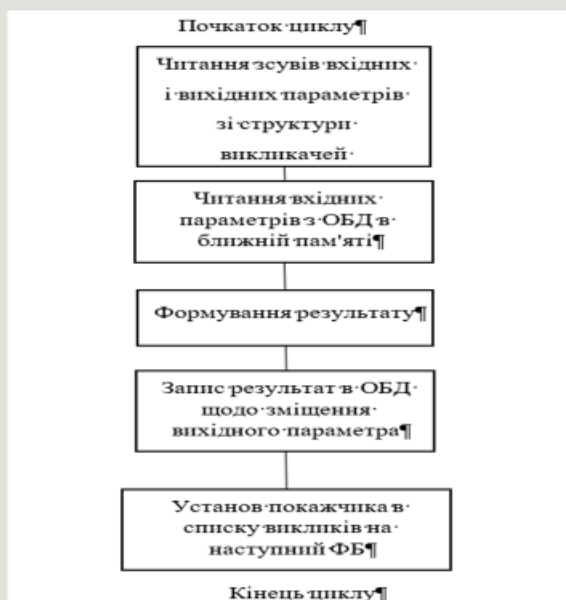 Початок циклу¶
Читання зсувів вхідних
і вихідних параметрів
зі структури
викликачей
Читання вхідних
параметрів з ОБД в
ближній пам'яті¶
Формування результату¶
Запис результат в ОБД
щодо зміщення
вихідного параметра¶
Установ покажчика в
списку викликів на
наступний ФБ¶
Кінець циклу¶